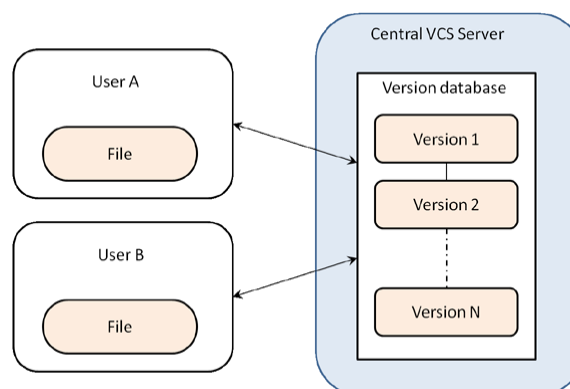 User A
File
User B
File
Central VCS Server
Version database
Version 1
Version 2
Version N